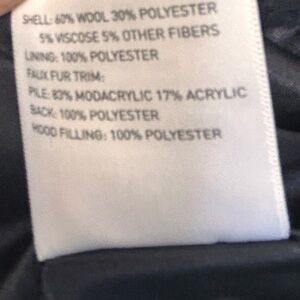 SHELL: 60% WOOL 30% POLYESTER
5% VISCOSE 5% OTHER FIBERS
LINING: 100% POLYESTER
FAUX FUR TRIM:
PILE: 83% MODACRYLIC 17% ACRYLIC
BACK: 100% POLYESTER
HOOD FILLING: 100% POLYESTER